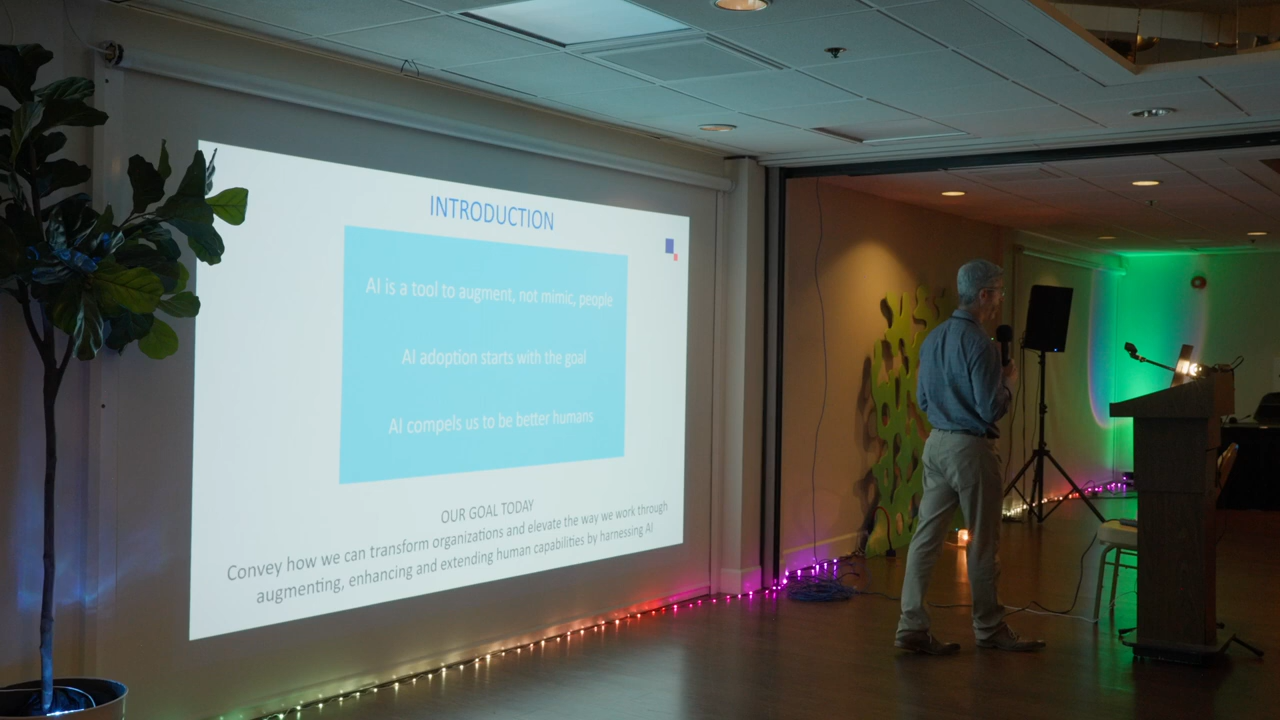 INTRODUCTION
AI is a tool to augment, not mimic, people
AI adoption starts with the goal
AI compels us to be better humans
OUR GOAL TODAY
Convey how we can transform organizations and elevate the way we work through
augmenting, enhancing and extending human capabilities by harnessing AI